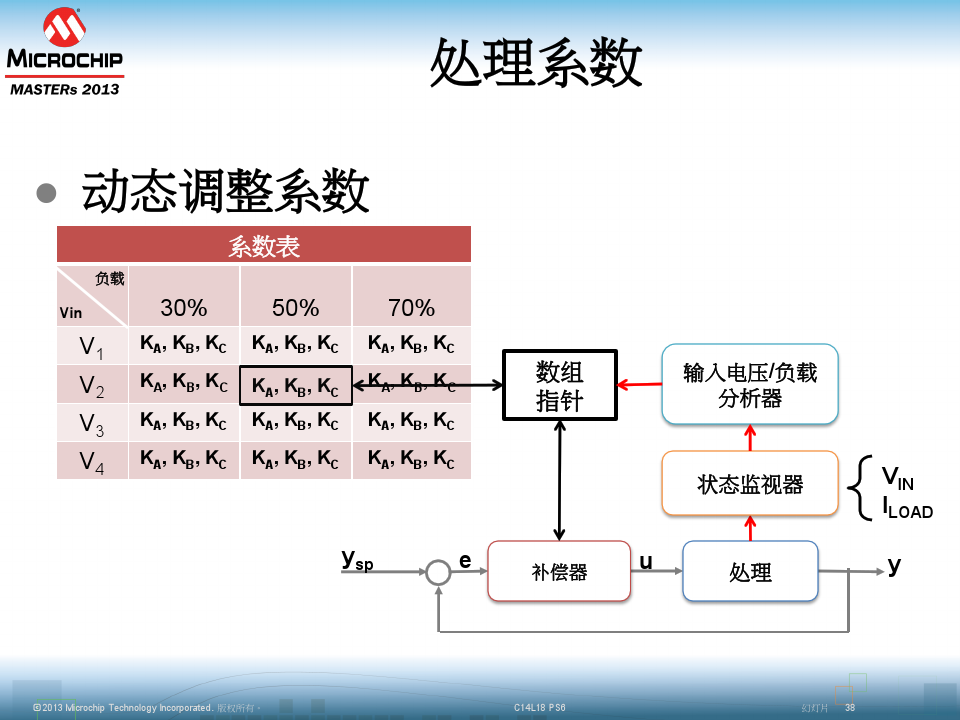 MICROCHIP
MASTERs 2013
处理系数
动态调整系数
系数表
负载
Vin
30% 50% 70%
V1 KA, KB, KC KA, KB, KC KA, KB, KC
V2 KA, KB, KC KA, KB, KC KA, KB, KC
V3 KA, KB, KC KA, KB, KC KA, KB, KC
V4 KA, KB, KC KA, KB, KC KA, KB, KC
数组
指针
输入电压/负载
分析器
状态监视器
VIN
ILOAD
ysp
e
补偿器
u
处理
y
©2013 Microchip Technology Incorporated. 版权所有。
C14L18 PS6
幻灯片 38